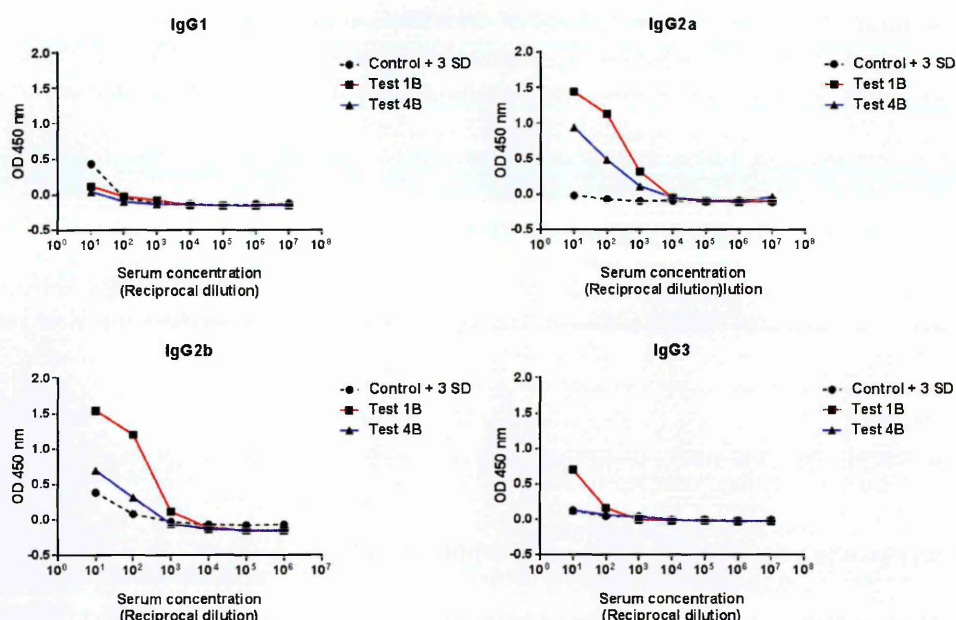 IgG1
2.0
1.5
1.0
0.5
0.0
-0.5
OD 450 nm
10⁰ 10¹ 10² 10³ 10⁴ 10⁵ 10⁶ 10⁷ 10⁸
Serum concentration
(Reciprocal dilution)
Control + 3 SD
Test 1B
Test 4B
IgG2a
2.0
1.5
1.0
0.5
0.0
-0.5
OD 450 nm
10⁰ 10¹ 10² 10³ 10⁴ 10⁵ 10⁶ 10⁷ 10⁸
Serum concentration
(Reciprocal dilution)lution
Control + 3 SD
Test 1B
Test 4B
IgG2b
2.0
1.5
1.0
0.5
0.0
-0.5
OD 450 nm
10⁰ 10¹ 10² 10³ 10⁴ 10⁵ 10⁶ 10⁷
Serum concentration
(Reciprocal dilution)
Control + 3 SD
Test 1B
Test 4B
IgG3
2.0
1.5
1.0
0.5
0.0
-0.5
OD 450 nm
10⁰ 10¹ 10² 10³ 10⁴ 10⁵ 10⁶ 10⁷ 10⁸
Serum concentration
(Reciprocal dilution)
Control + 3 SD
Test 1B
Test 4B